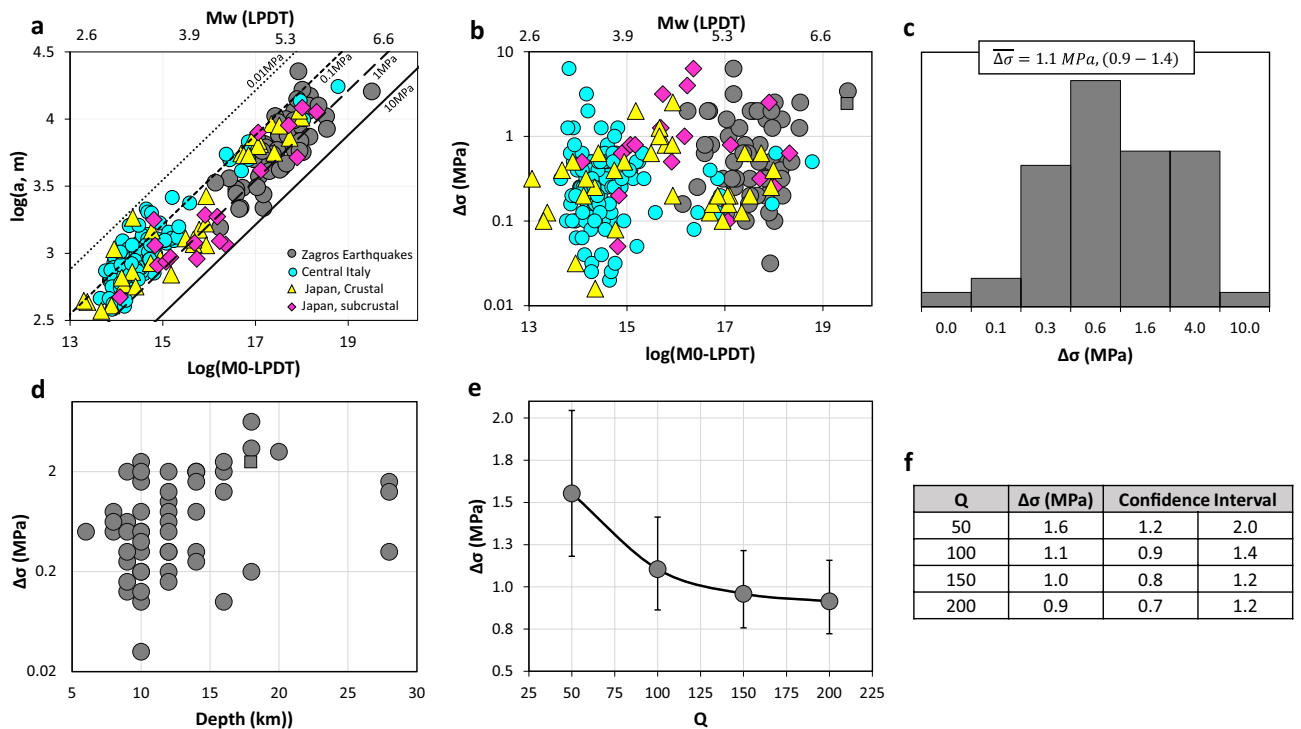 a
Mw (LPDT)
2.6 3.9 5.3 6.6
0.01MPa
0.1MPa
1MPa
10MPa
4.5
4.0
3.5
3.0
2.5
log(a, m)
Zagros Earthquakes
Central Italy
Japan, Crustal
Japan, subcrustal
13 15 17 19
Log(M0-LPDT)
b
Mw (LPDT)
2.6 3.9 5.3 6.6
10
1
0.1
0.01
Δσ (MPa)
13 15 17 19
log(M0-LPDT)
c
Δσ = 1.1 MPa, (0.9 − 1.4)
0.0 0.1 0.3 0.6 1.6 4.0 10.0
Δσ (MPa)
d
2
0.2
0.02
Δσ (MPa)
5 10 15 20 25 30
Depth (km))
e
2.0
1.8
1.5
1.3
1.0
0.8
0.5
Δσ (MPa)
25 50 75 100 125 150 175 200 225
Q
f
Q Δσ (MPa) Confidence Interval
50 1.6 1.2 2.0
100 1.1 0.9 1.4
150 1.0 0.8 1.2
200 0.9 0.7 1.2